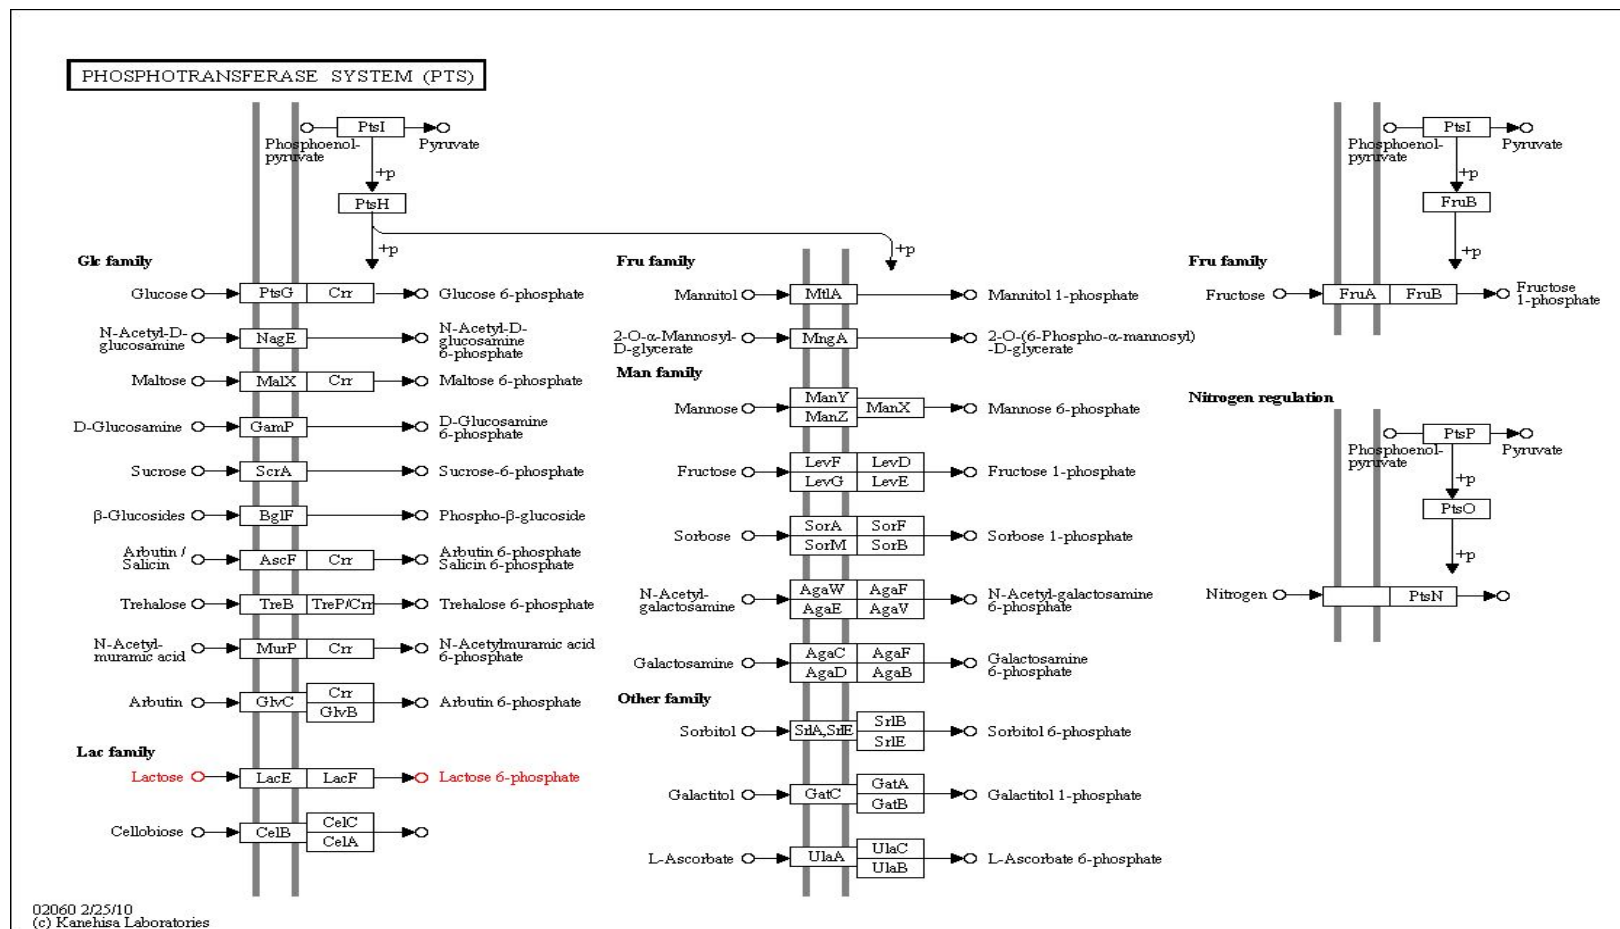 PHOSPHOTRANSFERASE SYSTEM (PTS)
PtsI
Phosphoenol-
pyruvate
Pyruvate
+p
PtsH
+p
+p
Glc family
Glucose PtsG Crr Glucose 6-phosphate
N-Acetyl-D-
glucosamine
NagE
N-Acetyl-D-
glucosamine
6-phosphate
Maltose MalX Crr Maltose 6-phosphate
D-Glucosamine GamP
D-Glucosamine
6-phosphate
Sucrose ScrA Sucrose-6-phosphate
β-Glucosides BglF Phospho-β-glucoside
Arbutin /
Salicin
AscF Crr
Arbutin 6-phosphate
Salicin 6-phosphate
Trehalose TreB TreP/Crr Trehalose 6-phosphate
N-Acetyl-
muramic acid
MurP Crr
N-Acetylmuramic acid
6-phosphate
Arbutin GlvC Crr Arbutin 6-phosphate
GlvB
Lac family
Lactose LacE LacF Lactose 6-phosphate
Cellobiose CelB CelC
CelA
Fru family
Mannitol MtlA Mannitol 1-phosphate
2-O-α-Mannosyl-
D-glycerate
MngA
2-O-(6-Phospho-α-mannosyl)
-D-glycerate
Man family
Mannose ManY ManX Mannose 6-phosphate
ManZ
Fructose LevF LevD Fructose 1-phosphate
LevG LevE
Sorbose SorA SorF Sorbose 1-phosphate
SorM SorB
N-Acetyl-
galactosamine
AgaW AgaF
AgaE AgaV
N-Acetyl-galactosamine
6-phosphate
Galactosamine AgaC AgaF
AgaD AgaB
Galactosamine
6-phosphate
Other family
Sorbitol SrlA,SrlE SrlB Sorbitol 6-phosphate
SrlE
Galactitol GatC GatA Galactitol 1-phosphate
GatB
L-Ascorbate UlaA UlaC L-Ascorbate 6-phosphate
UlaB
PtsI
Phosphoenol-
pyruvate
Pyruvate
+p
FruB
+p
Fru family
Fructose FruA FruB
Fructose
1-phosphate
Nitrogen regulation
PtsP
Phosphoenol-
pyruvate
Pyruvate
+p
PtsO
+p
Nitrogen PtsN
02060 2/25/10
(c) Kanehisa Laboratories